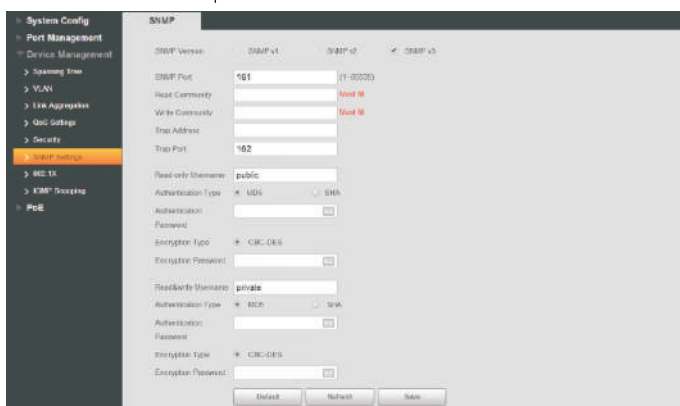 System Config
Port Management
Device Management
Spanning Tree
VLAN
Link Aggregation
QoS Settings
Security
SNMP Settings
802.1X
IGMP Snooping
PoE
SNMP
SNMP Version SNMP v1 SNMP v2 SNMP v3
SNMP Port 161 (1~65535)
Read Community Must fill
Write Community Must fill
Trap Address
Trap Port 162
Read-only Username public
Authentication Type MD5 SHA
Authentication
Password
Encryption Type CBC-DES
Encryption Password
Read&write Username private
Authentication Type MD5 SHA
Authentication
Password
Encryption Type CBC-DES
Encryption Password
Default Refresh Save